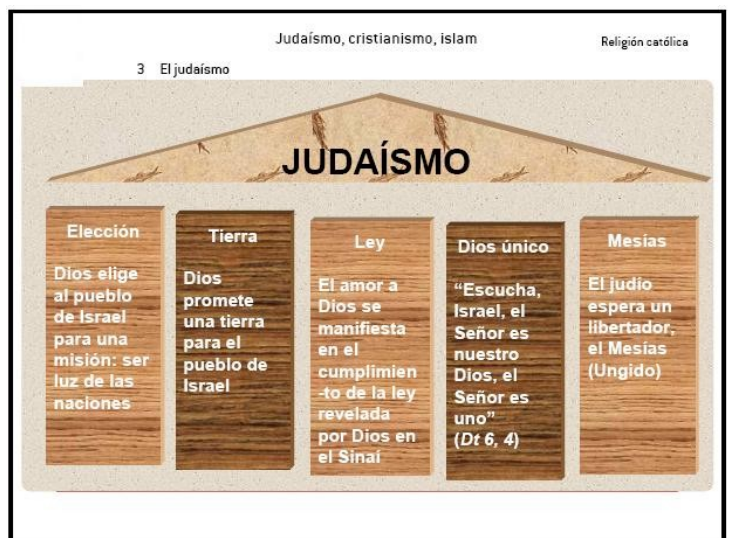 Judaísmo, cristianismo, islam
Religión católica
3 El judaísmo
JUDAÍSMO
Elección
Dios elige
al pueblo
de Israel
para una
misión: ser
luz de las
naciones
Tierra
Dios
promete
una tierra
para el
pueblo de
Israel
Ley
El amor a
Dios se
manifiesta
en el
cumplimien
-to de la ley
revelada
por Dios en
el Sinaí
Dios único
“Escucha,
Israel, el
Señor es
nuestro
Dios, el
Señor es
uno”
(Dt 6, 4)
Mesías
El judío
espera un
libertador,
el Mesías
(Ungido)